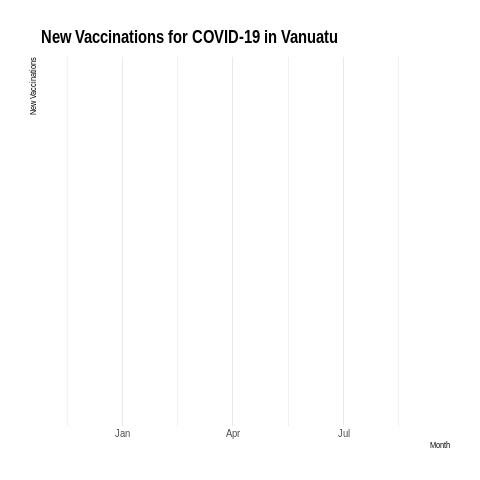 New Vaccinations for COVID-19 in Vanuatu
New Vaccinations
Jan Apr Jul
Month